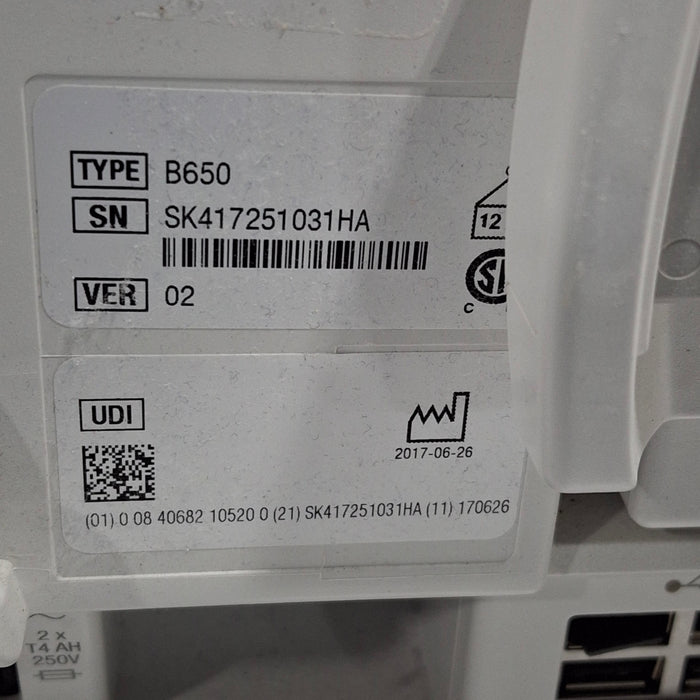 TYPE B650
SN SK417251031HA
12
VER 02
C
UDI
2017-06-26
(01) 0 08 40682 10520 0 (21) SK417251031HA (11) 170626
2 x
T4 AH
250V